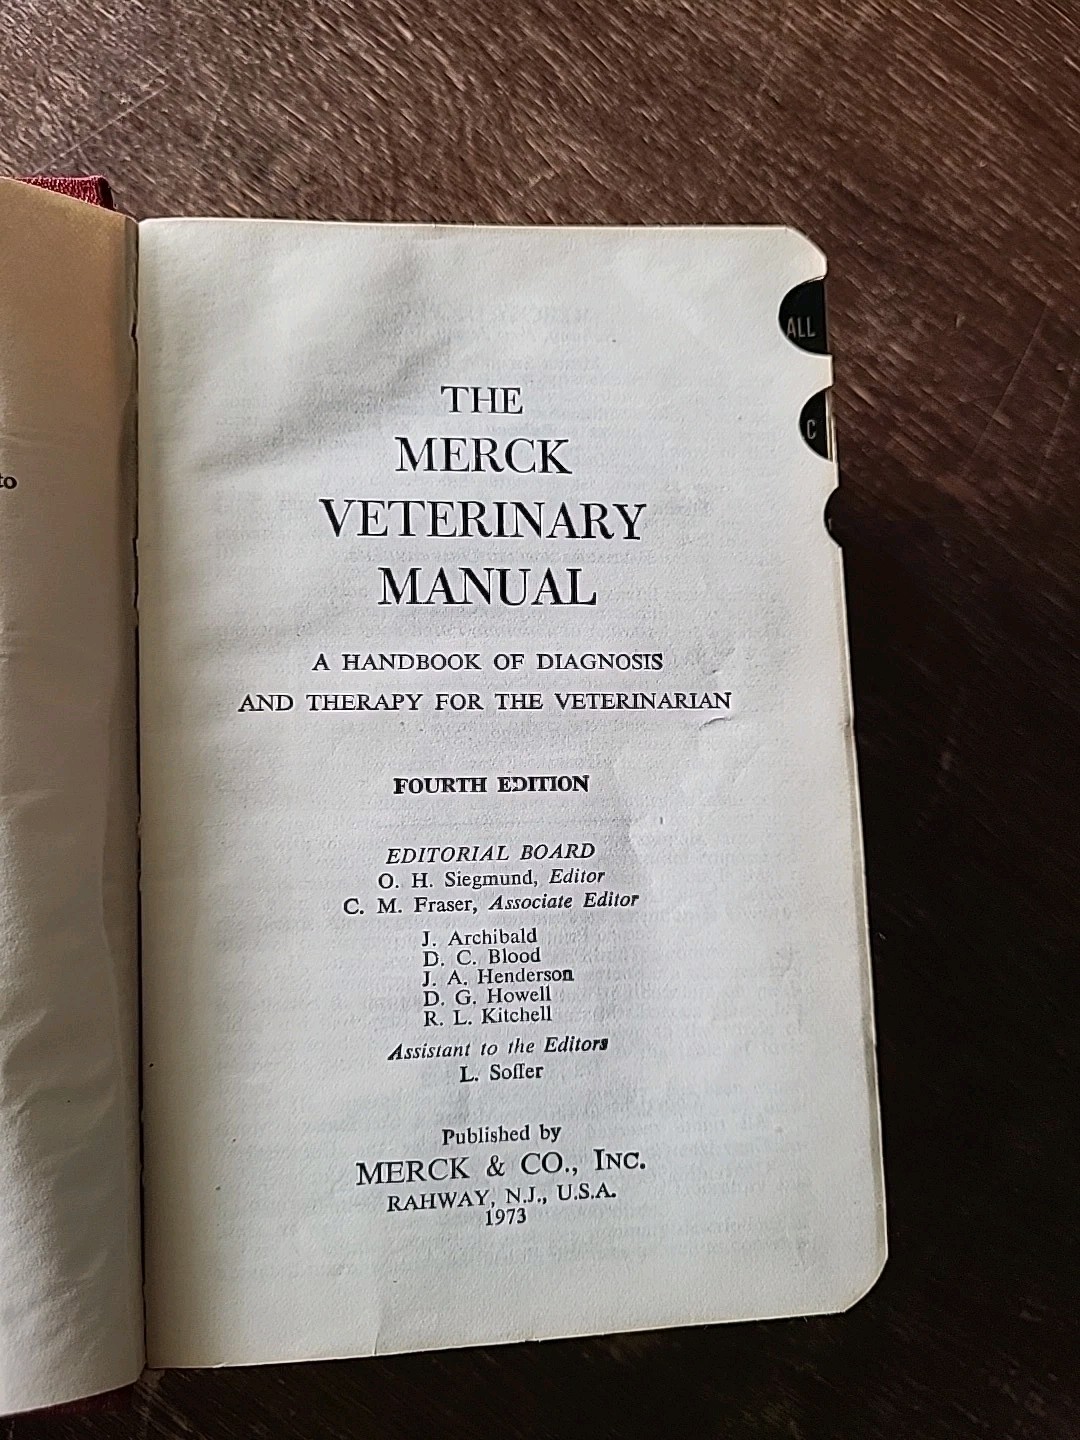 to
ALL
C
THE
MERCK
VETERINARY
MANUAL
A HANDBOOK OF DIAGNOSIS
AND THERAPY FOR THE VETERINARIAN
FOURTH EDITION
EDITORIAL BOARD
O. H. Siegmund, Editor
C. M. Fraser, Associate Editor
J. Archibald
D. C. Blood
J. A. Henderson
D. G. Howell
R. L. Kitchell
Assistant to the Editors
L. Soffer
Published by
MERCK & CO., INC.
RAHWAY, N.J., U.S.A.
1973